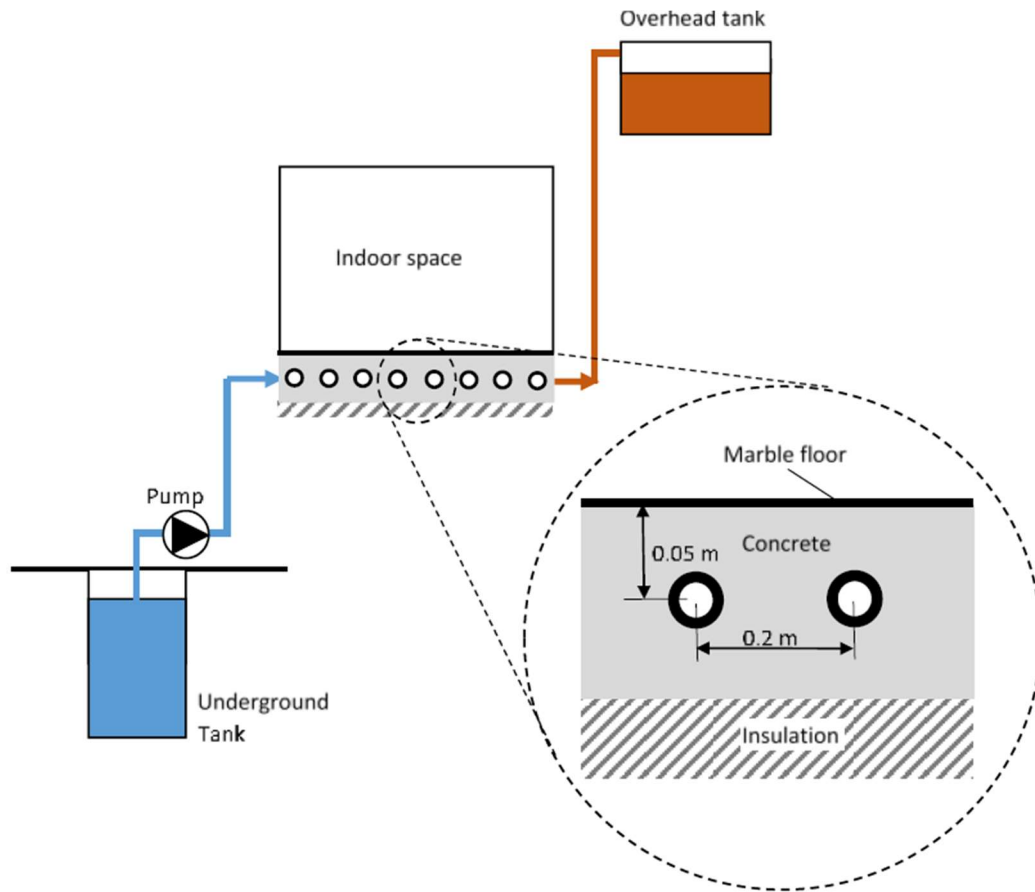 Overhead tank
Indoor space
Pump
Underground
Tank
Marble floor
Concrete
0.05 m
0.2 m
Insulation